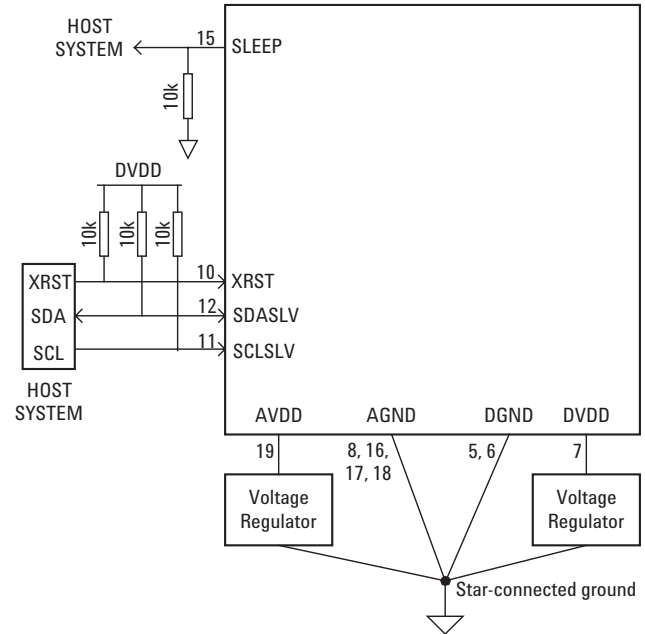 HOST
SYSTEM
15
SLEEP
10k
DVDD
10k
10k
10k
XRST
10
XRST
SDA
12
SDASLV
SCL
11
SCLSLV
HOST
SYSTEM
AVDD
AGND
DGND
DVDD
19
8, 16,
17, 18
5, 6
7
Voltage
Regulator
Voltage
Regulator
Star-connected ground